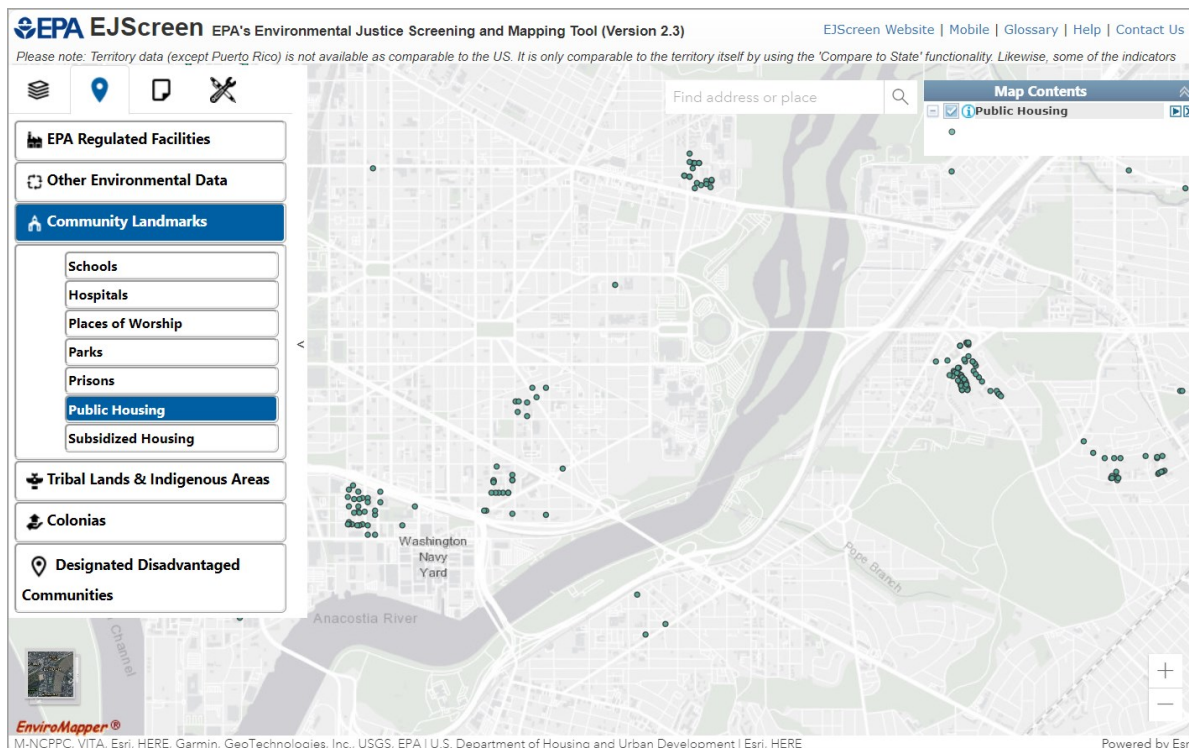 EPA EJScreen EPA's Environmental Justice Screening and Mapping Tool (Version 2.3)
EJScreen Website | Mobile | Glossary | Help | Contact Us
Please note: Territory data (except Puerto Rico) is not available as comparable to the US. It is only comparable to the territory itself by using the 'Compare to State' functionality. Likewise, some of the indicators
Find address or place
Map Contents
Public Housing
EPA Regulated Facilities
Other Environmental Data
Community Landmarks
Schools
Hospitals
Places of Worship
Parks
Prisons
<
Public Housing
Subsidized Housing
Tribal Lands & Indigenous Areas
Colonias
Designated Disadvantaged
Communities
Washington
Navy
Yard
Pope Branch
Anacostia River
Channel
+
−
EnviroMapper ®
M-NCPPC, VITA, Esri, HERE, Garmin, GeoTechnologies, Inc., USGS, EPA | U.S. Department of Housing and Urban Development | Esri, HERE
Powered by Esri